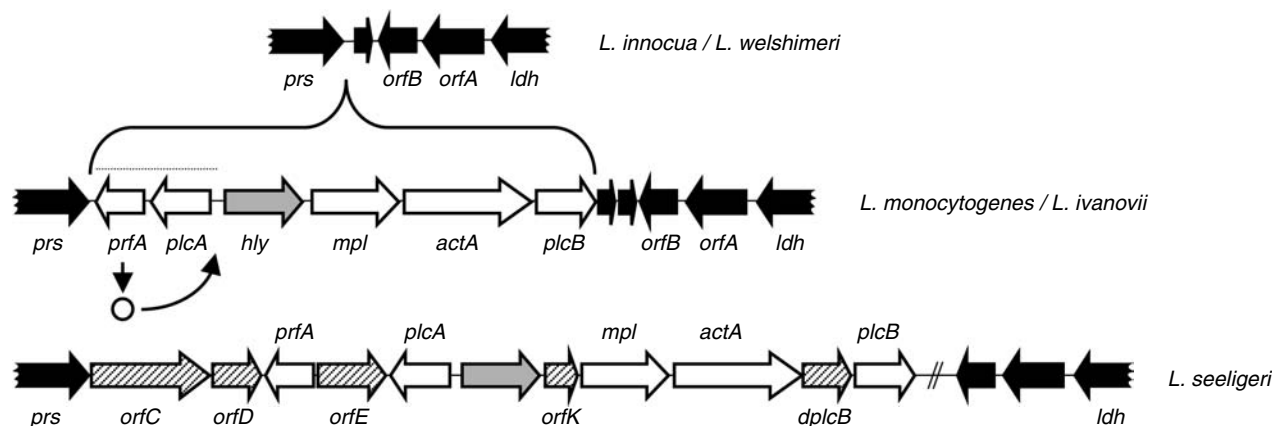 L. innocua / L. welshimeri
prs orfB orfA ldh
L. monocytogenes / L. ivanovii
prs prfA plcA hly mpl actA plcB orfB orfA ldh
prfA plcA mpl actA plcB
L. seeligeri
prs orfC orfD orfE orfK dplcB ldh